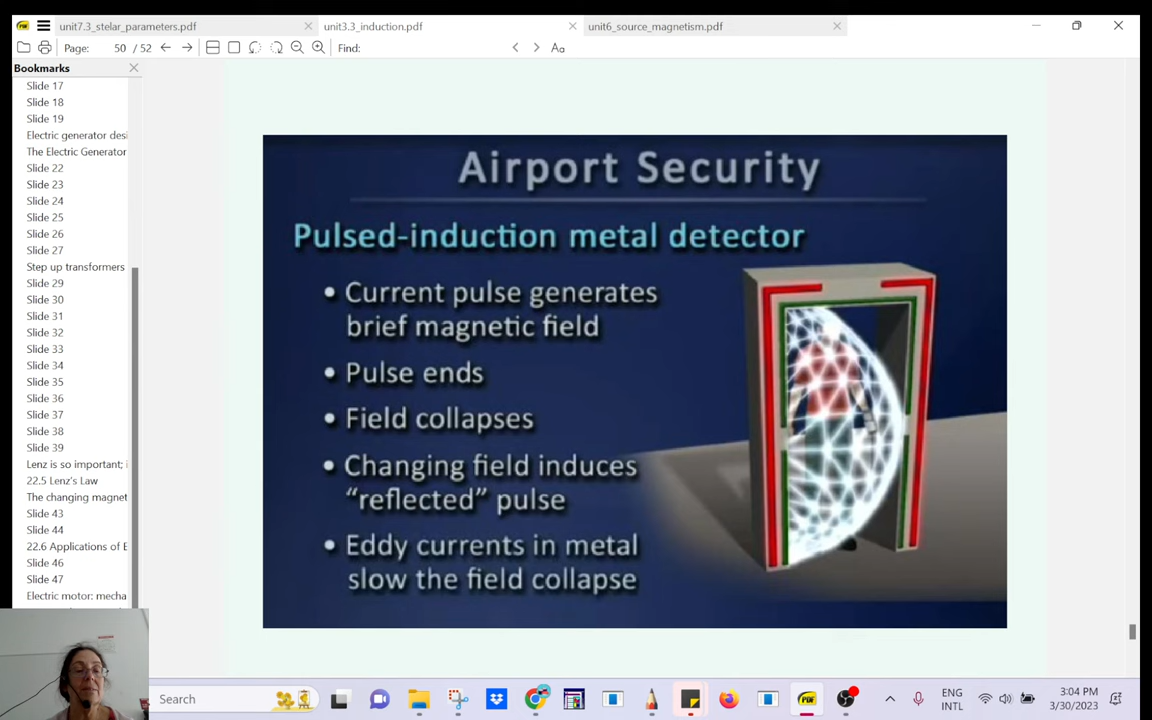 unit7.3_stelar_parameters.pdf
unit3.3_induction.pdf
unit6_source_magnetism.pdf
Page: 50 / 52
Find:
Aa
Bookmarks
Slide 17
Slide 18
Slide 19
Electric generator desi
The Electric Generator
Slide 22
Slide 23
Slide 24
Slide 25
Slide 26
Slide 27
Step up transformers
Slide 29
Slide 30
Slide 31
Slide 32
Slide 33
Slide 34
Slide 35
Slide 36
Slide 37
Slide 38
Slide 39
Lenz is so important; i
22.5 Lenz's Law
The changing magnet
Slide 43
Slide 44
22.6 Applications of E
Slide 46
Slide 47
Electric motor: mecha
Airport Security
Pulsed-induction metal detector
• Current pulse generates
brief magnetic field
• Pulse ends
• Field collapses
• Changing field induces
“reflected” pulse
• Eddy currents in metal
slow the field collapse
Search
ENG
INTL
3:04 PM
3/30/2023